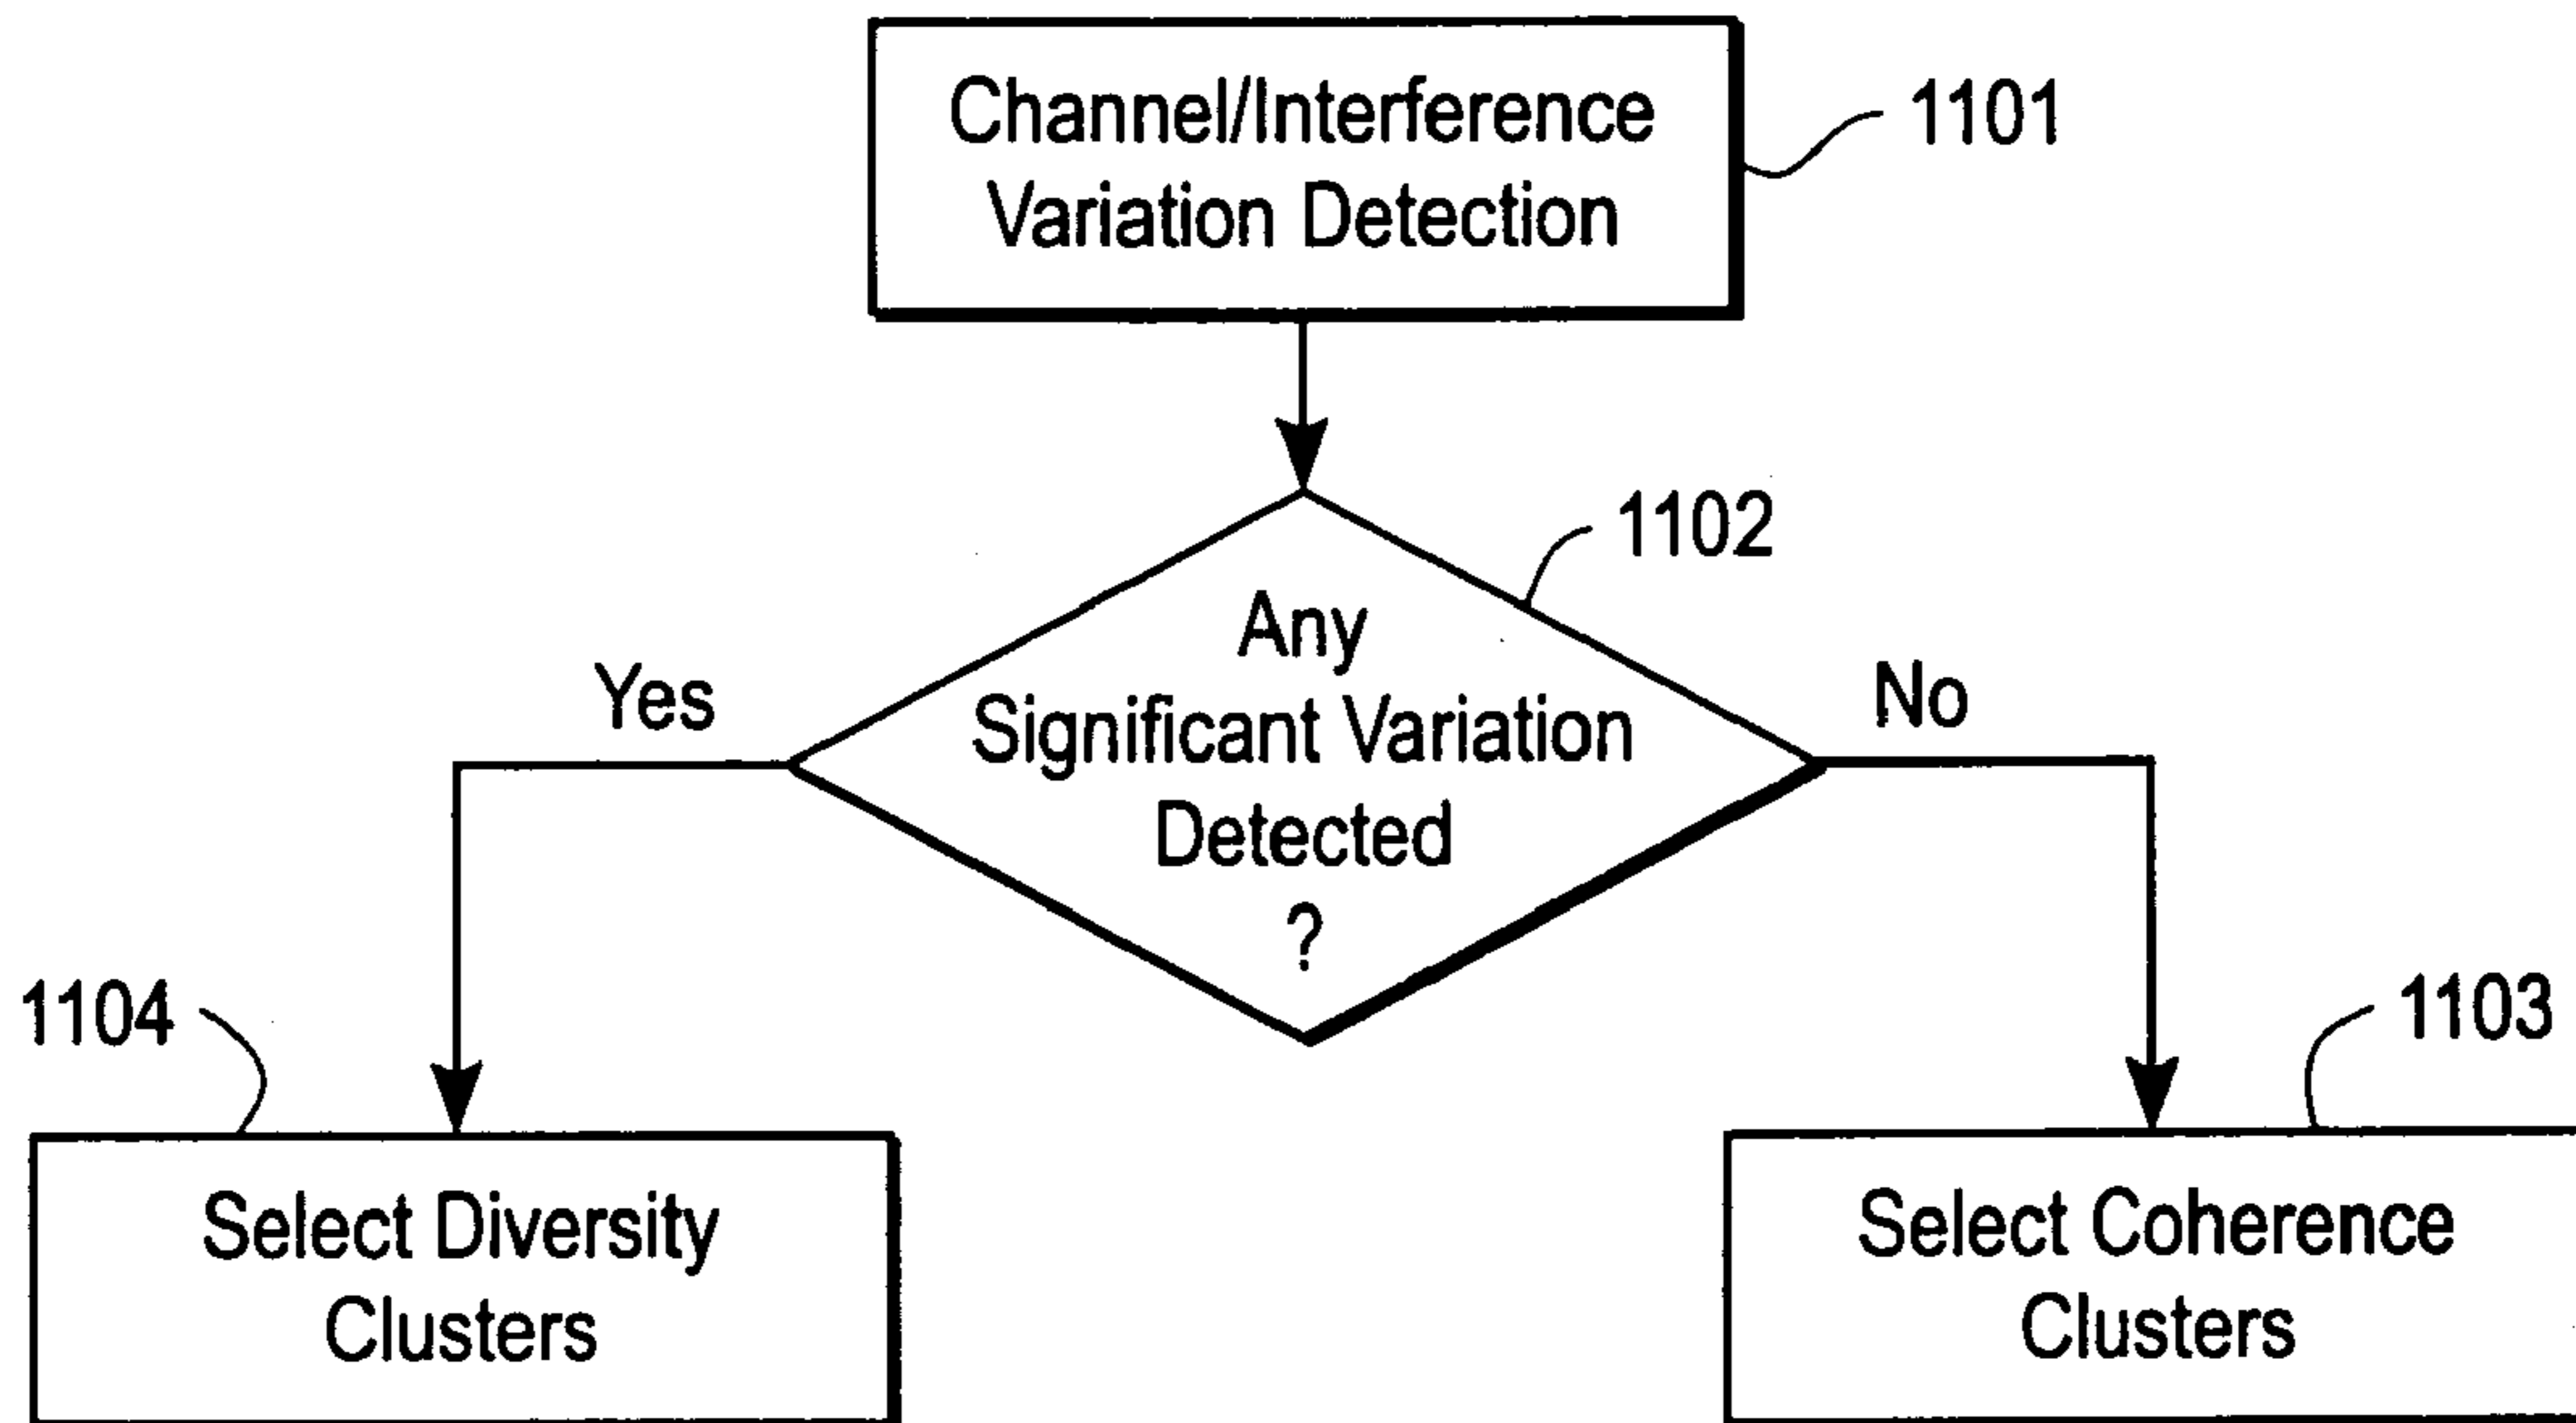 Channel/Interference
Variation Detection
1101
1102
Any
Significant Variation
Detected
?
Yes
No
1104
1103
Select Diversity
Clusters
Select Coherence
Clusters